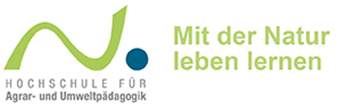 Mit der Natur
leben lernen
HOCHSCHULE FÜR
Agrar- und Umweltpädagogik